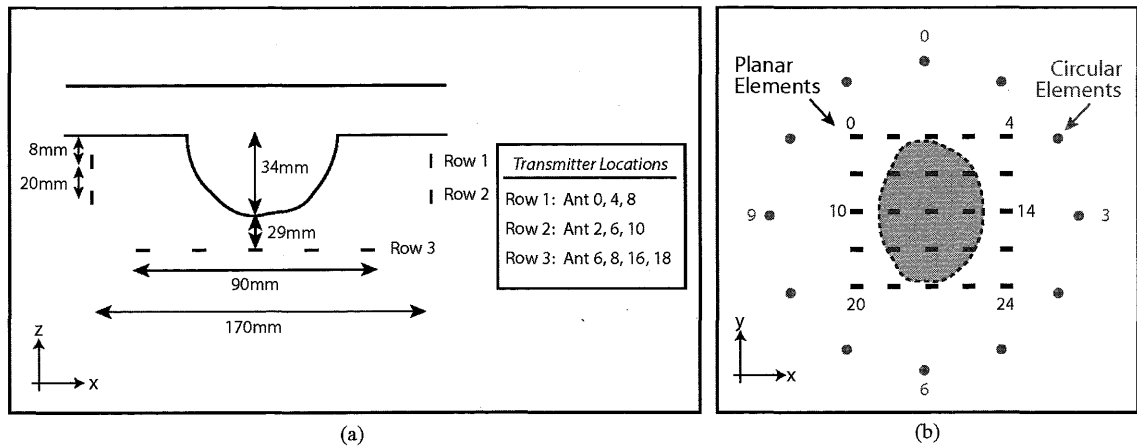 8mm
20mm
34mm
29mm
90mm
170mm
Row 1
Row 2
Row 3
Transmitter Locations
Row 1: Ant 0, 4, 8
Row 2: Ant 2, 6, 10
Row 3: Ant 6, 8, 16, 18
z
x
(a)
0
Planar
Elements
Circular
Elements
0
4
9
10
14
3
20
24
6
y
x
(b)